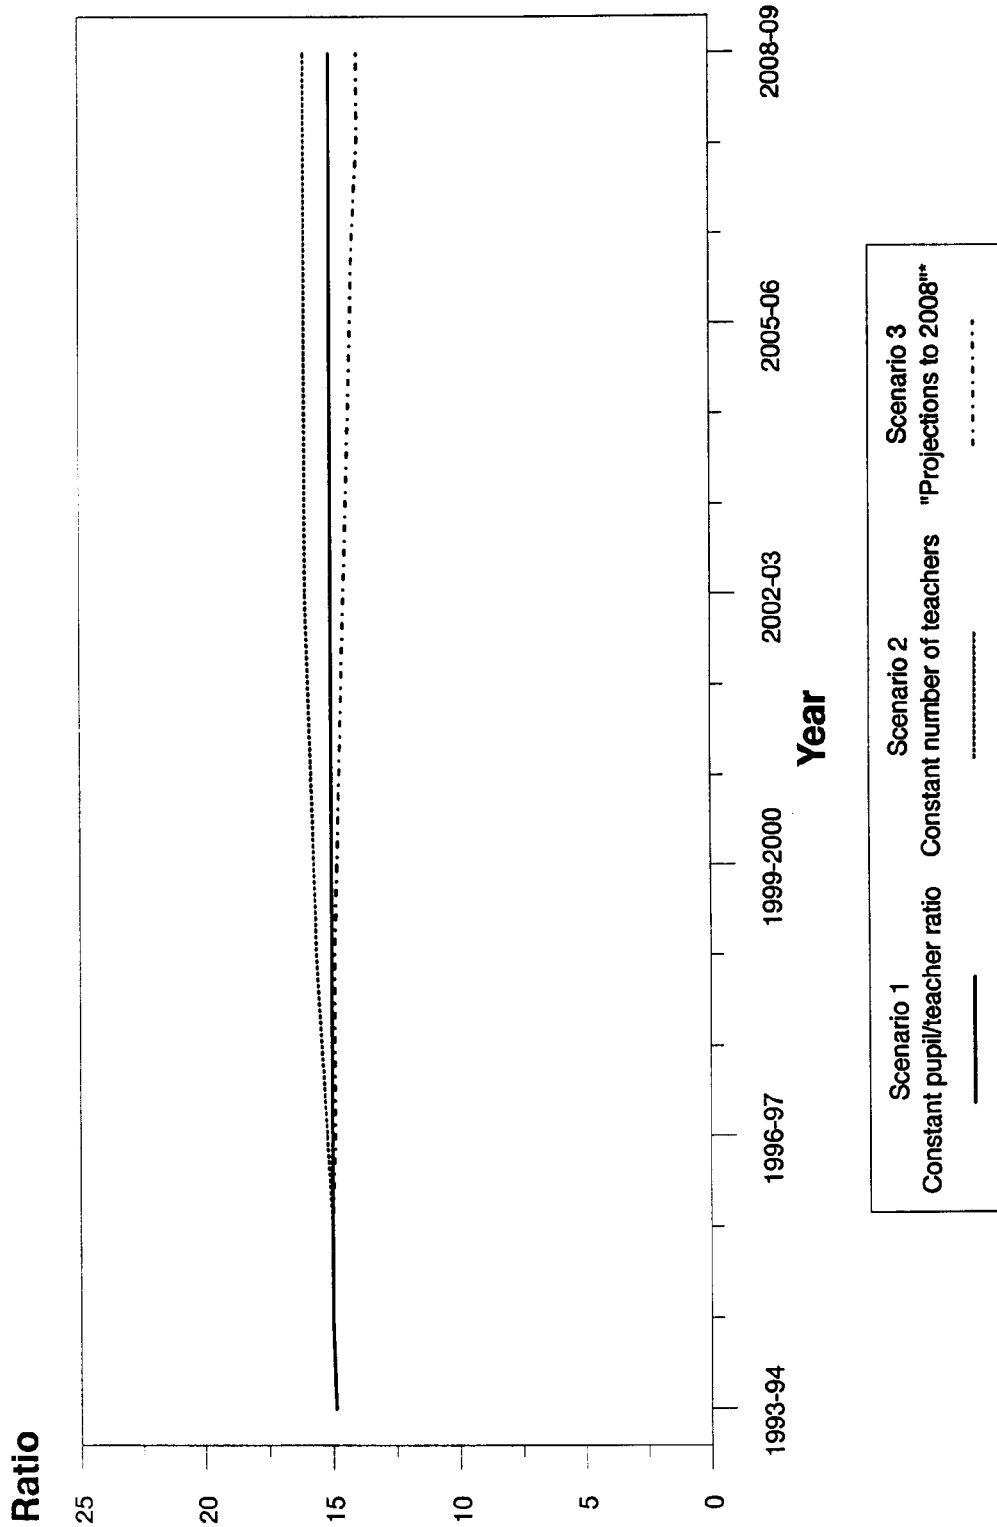 Ratio
25
20
15
10
5
0
1993-94
1996-97
1999-2000
2002-03
2005-06
2008-09
Year
Scenario 1
Constant pupil/teacher ratio
Scenario 2
Constant number of teachers
Scenario 3
"Projections to 2008"*